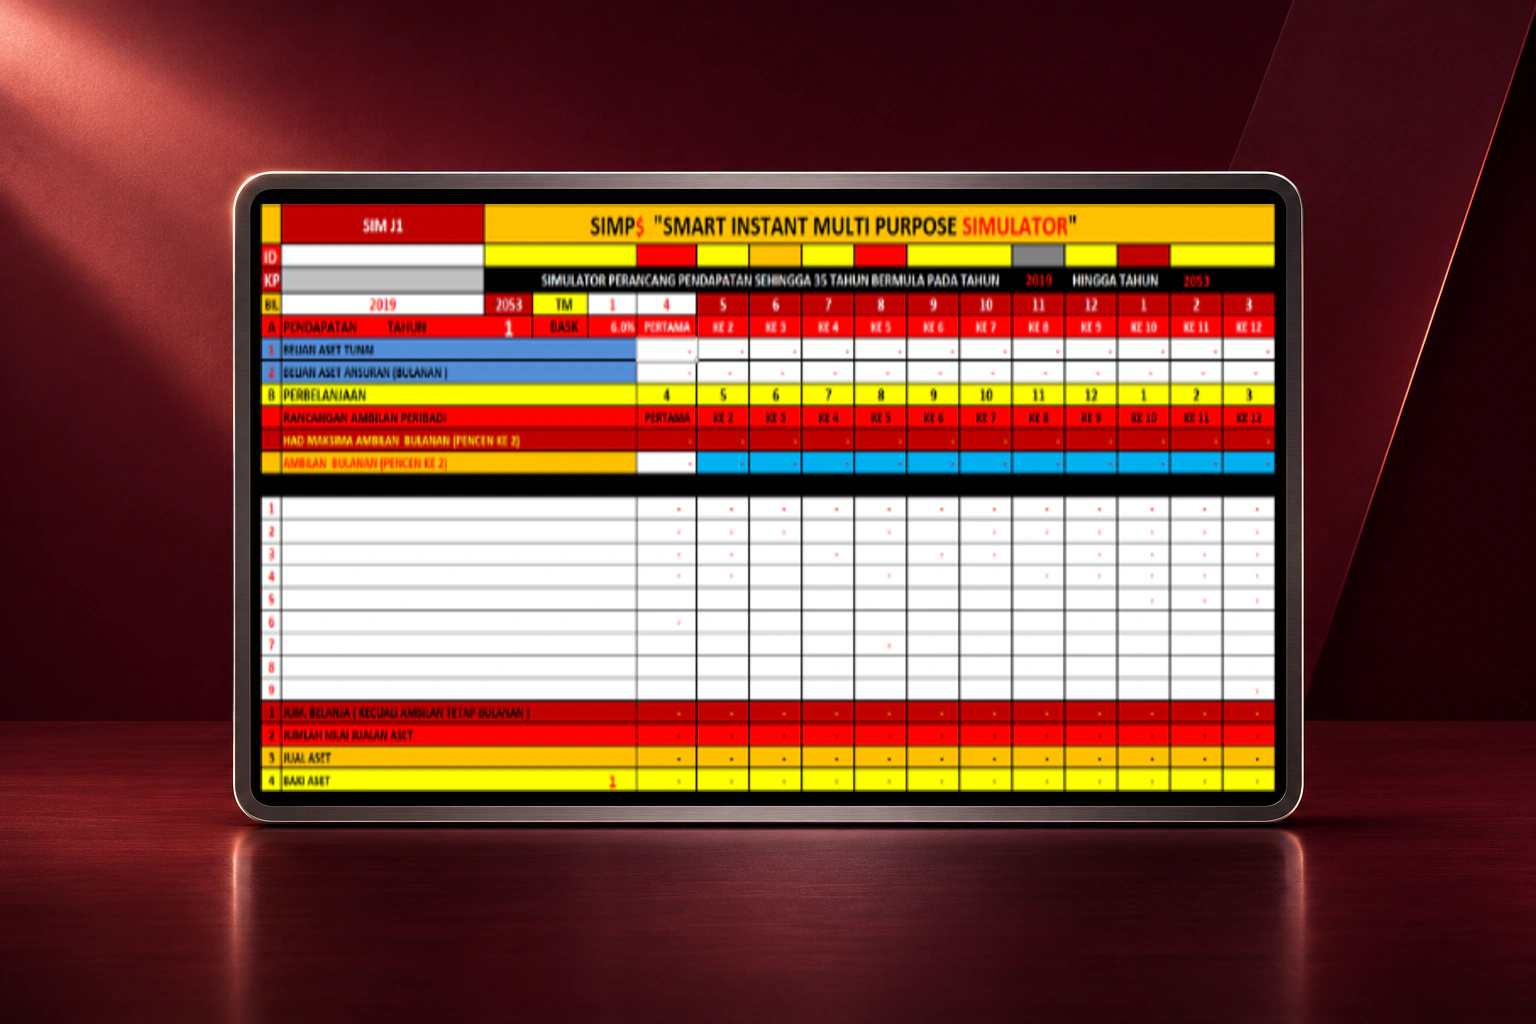 SIM J1 SIMP$ "SMART INSTANT MULTI PURPOSE SIMULATOR"
ID
KP SIMULATOR PERANCANG PENDAPATAN SEHINGGA 35 TAHUN BERMULA PADA TAHUN 2019 HINGGA TAHUN 2053
BIL 2019 2053 TM 1 4 5 6 7 8 9 10 11 12 1 2 3
A PENDAPATAN TAHUN 1 BASK 6.0% PERTAMA KE 2 KE 3 KE 4 KE 5 KE 6 KE 7 KE 8 KE 9 KE 10 KE 11 KE 12
1 BELIAN ASET TUNAI - - - - - - - - - - - -
2 BELIAN ASET ANSURAN (BULANAN ) - - - - - - - - - - - -
B PERBELANJAAN 4 5 6 7 8 9 10 11 12 1 2 3
RANCANGAN AMBILAN PERIBADI PERTAMA KE 2 KE 3 KE 4 KE 5 KE 6 KE 7 KE 8 KE 9 KE 10 KE 11 KE 12
HAD MAKSIMA AMBILAN BULANAN (PENCEN KE 2) - - - - - - - - - - - -
AMBILAN BULANAN (PENCEN KE 2) - - - - - - - - - - - -
1 - - - - - - - - - - - -
2 - - - - - - - - - -
3 - - - - - - - - -
4 - - - - - - - -
5 - - -
6 -
7 -
8
9 -
1 JUM. BELANJA ( KECUALI AMBILAN TETAP BULANAN ) - - - - - - - - - - - -
2 JUMLAH NILAI JUALAN ASET - - - - - - - - - - - -
3 JUAL ASET - - - - - - - - - - - -
4 BAKI ASET 1 - - - - - - - - - - - -